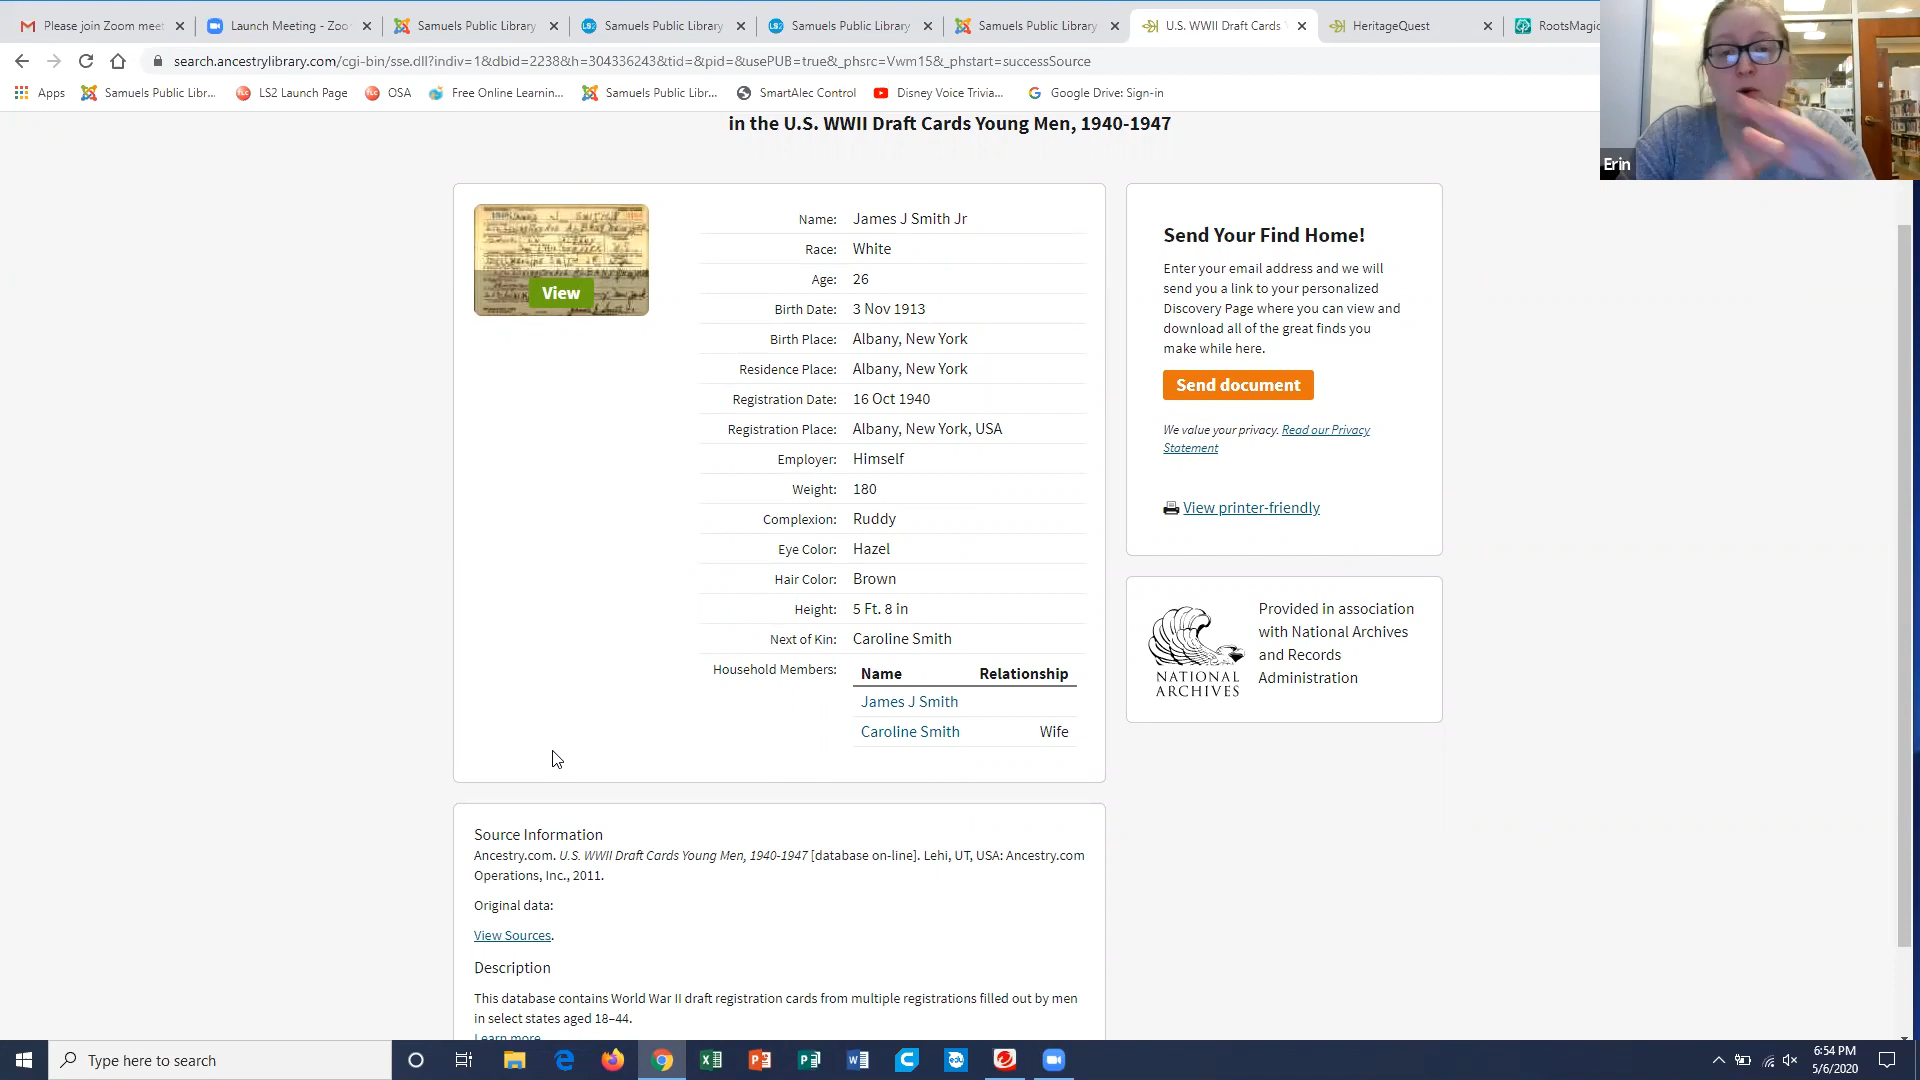 Please join Zoom meet
Launch Meeting - Zoo
Samuels Public Library
Samuels Public Library
Samuels Public Library
Samuels Public Library
U.S. WWII Draft Cards
HeritageQuest
RootsMagic
search.ancestrylibrary.com/cgi-bin/sse.dll?indiv=1&dbid=2238&h=304336243&tid=&pid=&usePUB=true&_phsrc=Vwm15&_phstart=successSource
Apps
Samuels Public Libr...
LS2 Launch Page
OSA
Free Online Learnin...
Samuels Public Libr...
SmartAlec Control
Disney Voice Trivia...
Google Drive: Sign-in
Erin
in the U.S. WWII Draft Cards Young Men, 1940-1947
View
Name: James J Smith Jr
Race: White
Age: 26
Birth Date: 3 Nov 1913
Birth Place: Albany, New York
Residence Place: Albany, New York
Registration Date: 16 Oct 1940
Registration Place: Albany, New York, USA
Employer: Himself
Weight: 180
Complexion: Ruddy
Eye Color: Hazel
Hair Color: Brown
Height: 5 Ft. 8 in
Next of Kin: Caroline Smith
Household Members: Name Relationship
James J Smith
Caroline Smith Wife
Send Your Find Home!
Enter your email address and we will
send you a link to your personalized
Discovery Page where you can view and
download all of the great finds you
make while here.
Send document
We value your privacy. Read our Privacy
Statement
View printer-friendly
NATIONAL
ARCHIVES
Provided in association
with National Archives
and Records
Administration
Source Information
Ancestry.com. U.S. WWII Draft Cards Young Men, 1940-1947 [database on-line]. Lehi, UT, USA: Ancestry.com
Operations, Inc., 2011.
Original data:
View Sources.
Description
This database contains World War II draft registration cards from multiple registrations filled out by men
in select states aged 18–44.
Learn more
Type here to search
6:54 PM
5/6/2020